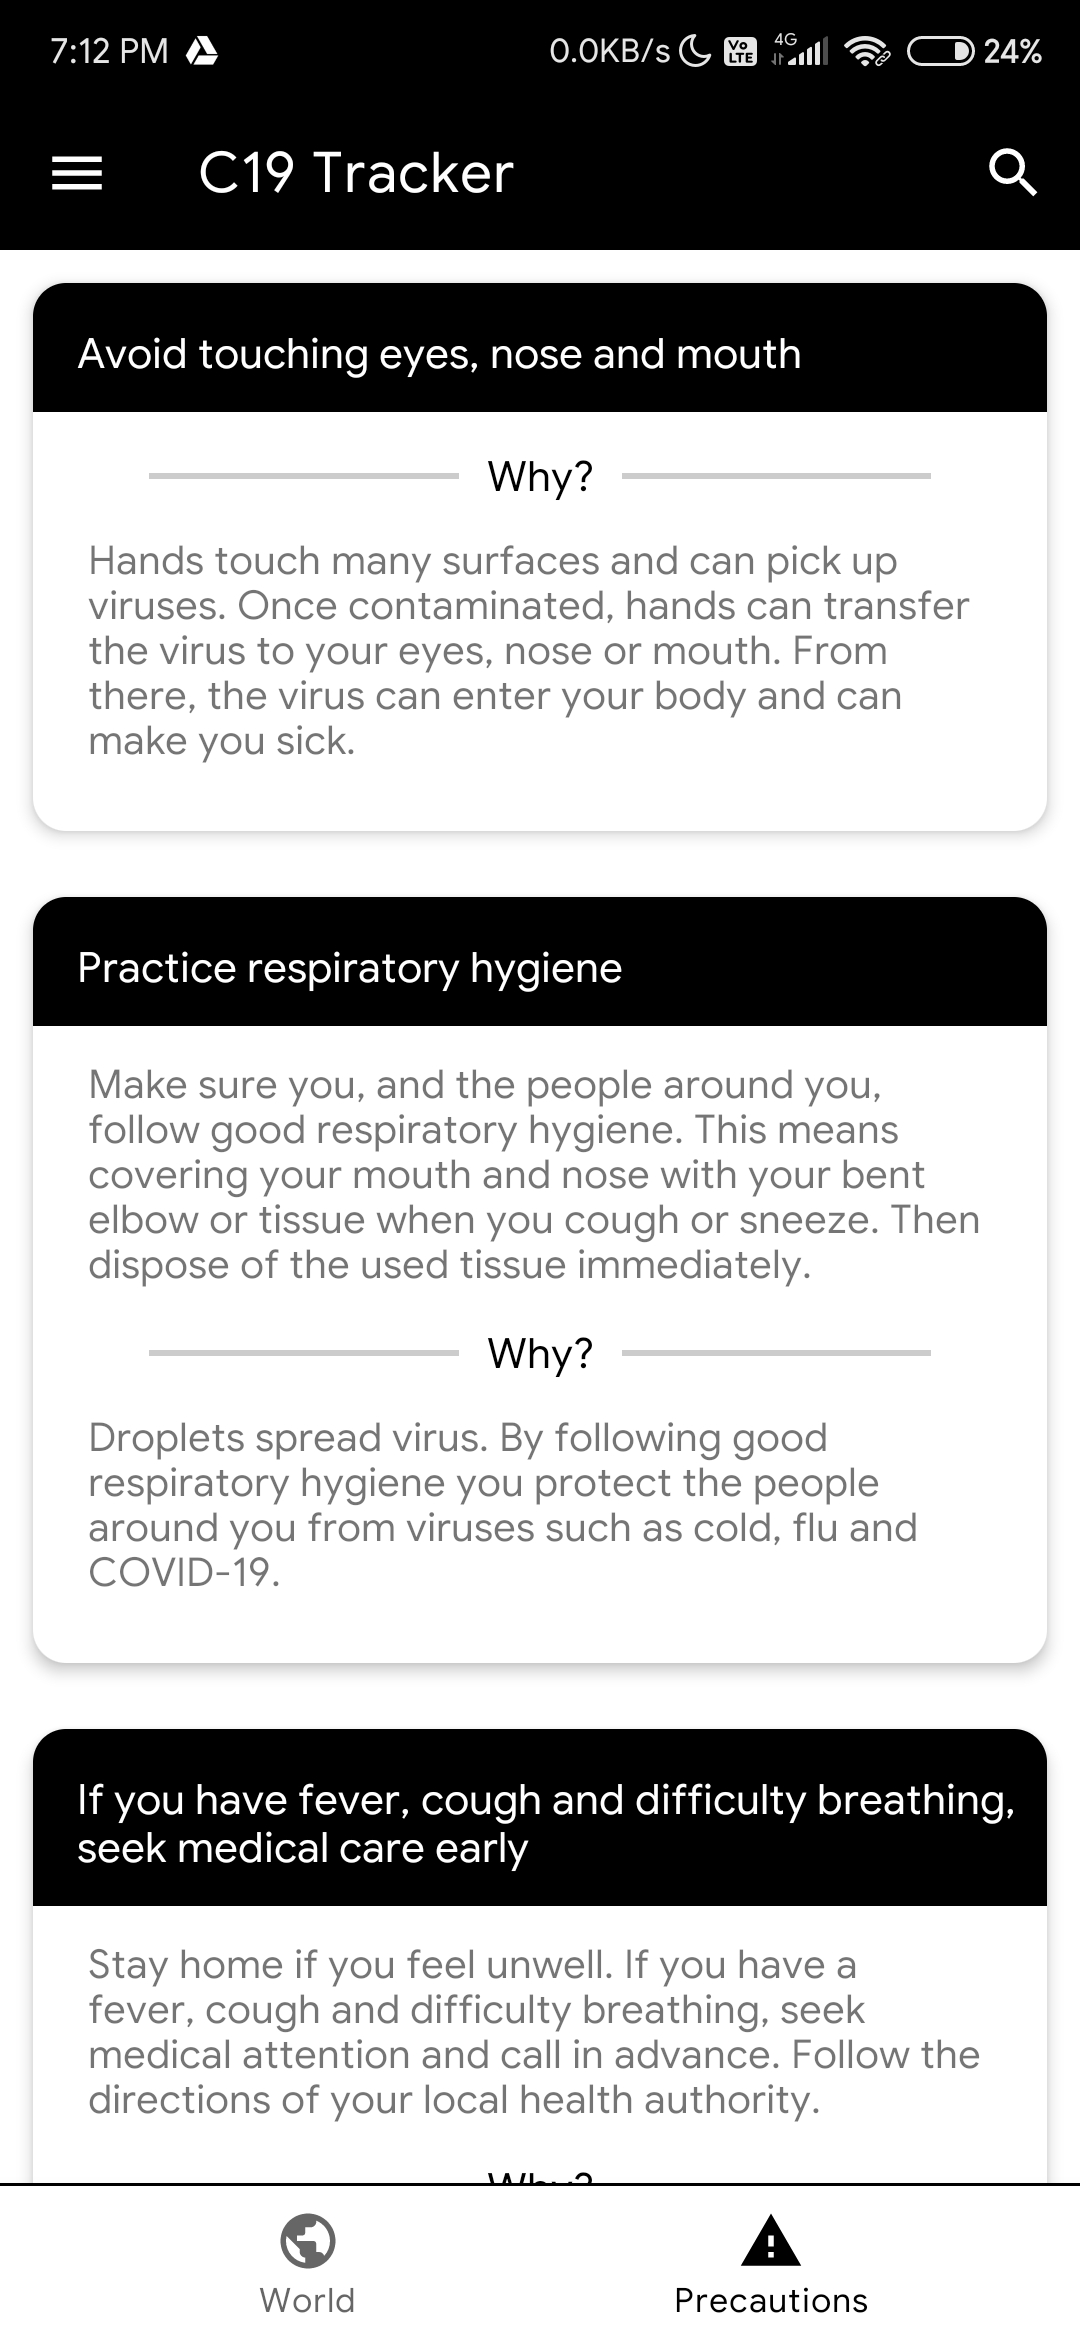 7:12 PM 0.0KB/s Vo LTE 4G 24%
C19 Tracker
Avoid touching eyes, nose and mouth
Why?
Hands touch many surfaces and can pick up
viruses. Once contaminated, hands can transfer
the virus to your eyes, nose or mouth. From
there, the virus can enter your body and can
make you sick.
Practice respiratory hygiene
Make sure you, and the people around you,
follow good respiratory hygiene. This means
covering your mouth and nose with your bent
elbow or tissue when you cough or sneeze. Then
dispose of the used tissue immediately.
Why?
Droplets spread virus. By following good
respiratory hygiene you protect the people
around you from viruses such as cold, flu and
COVID-19.
If you have fever, cough and difficulty breathing,
seek medical care early
Stay home if you feel unwell. If you have a
fever, cough and difficulty breathing, seek
medical attention and call in advance. Follow the
directions of your local health authority.
Why?
World
Precautions